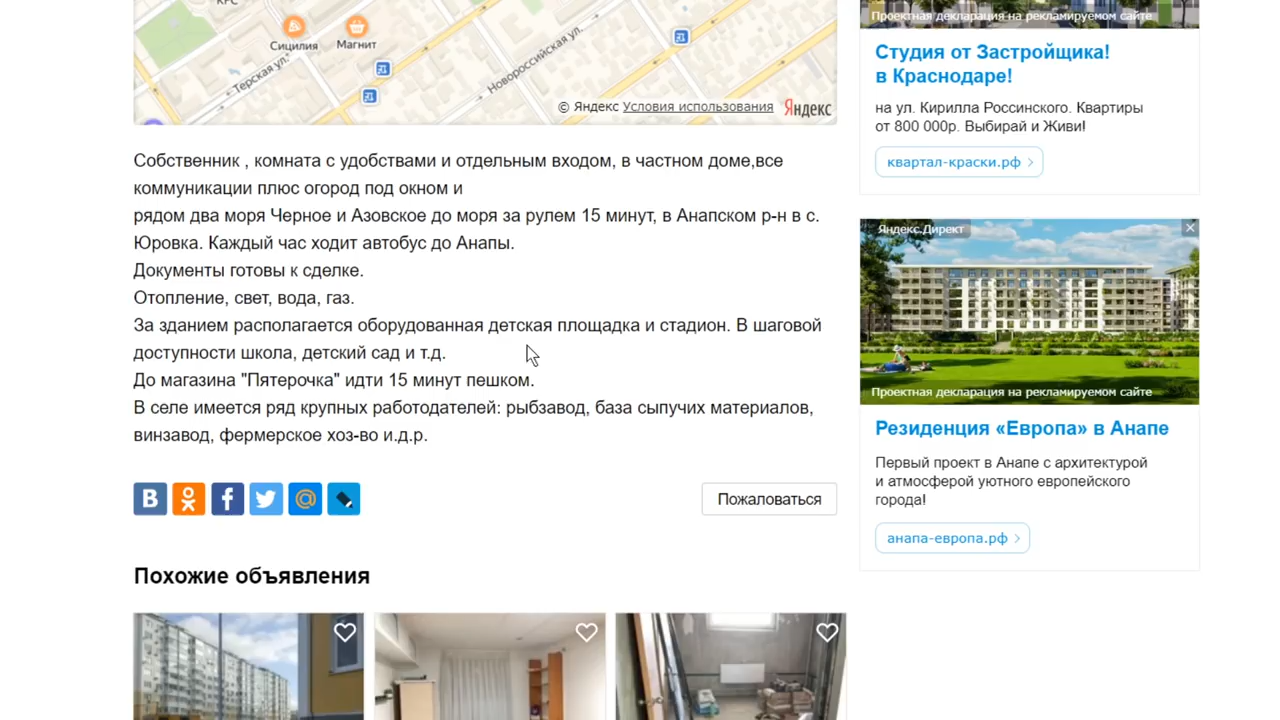 КFC
Сицилия
Магнит
Терская ул.
Новороссийская ул.
© Яндекс Условия использования Яндекс
Собственник , комната с удобствами и отдельным входом, в частном доме,все
коммуникации плюс огород под окном и
рядом два моря Черное и Азовское до моря за рулем 15 минут, в Анапском р-н в с.
Юровка. Каждый час ходит автобус до Анапы.
Документы готовы к сделке.
Отопление, свет, вода, газ.
За зданием располагается оборудованная детская площадка и стадион. В шаговой
доступности школа, детский сад и т.д.
До магазина "Пятерочка" идти 15 минут пешком.
В селе имеется ряд крупных работодателей: рыбзавод, база сыпучих материалов,
винзавод, фермерское хоз-во и.д.р.
Пожаловаться
Похожие объявления
Проектная декларация на рекламируемом сайте
Студия от Застройщика!
в Краснодаре!
на ул. Кирилла Россинского. Квартиры
от 800 000р. Выбирай и Живи!
квартал-краски.рф
Яндекс.Директ
Проектная декларация на рекламируемом сайте
Резиденция «Европа» в Анапе
Первый проект в Анапе с архитектурой
и атмосферой уютного европейского
города!
анапа-европа.рф